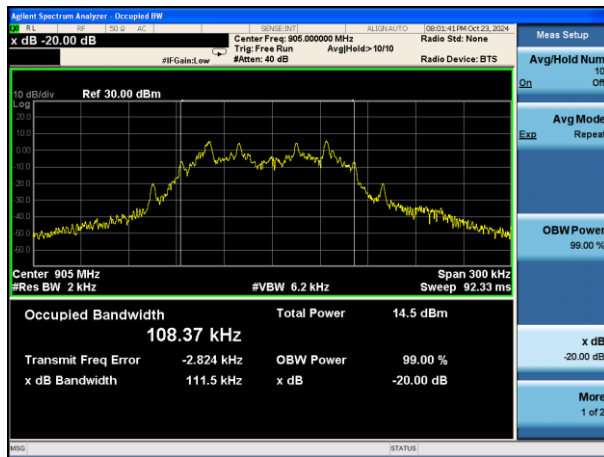 Agilent Spectrum Analyzer - Occupied BW
RL RF 50 Ω AC SENSE:INT ALIGNAUTO 08:01:41 PM Oct 23, 2024
x dB -20.00 dB
Center Freq: 905.000000 MHz Radio Std: None
Trig: Free Run Avg|Hold:> 10/10
#IFGain:Low #Atten: 40 dB Radio Device: BTS
Meas Setup
Avg/Hold Num
10
On Off
Avg Mode
Exp Repeat
OBW Power
99.00 %
x dB
-20.00 dB
More
1 of 2
10 dB/div Ref 30.00 dBm
Log
20.0
10.0
0.00
-10.0
-20.0
-30.0
-40.0
-50.0
-60.0
Center 905 MHz Span 300 kHz
#Res BW 2 kHz #VBW 6.2 kHz Sweep 92.33 ms
Occupied Bandwidth Total Power 14.5 dBm
108.37 kHz
Transmit Freq Error -2.824 kHz OBW Power 99.00 %
x dB Bandwidth 111.5 kHz x dB -20.00 dB
MSG STATUS